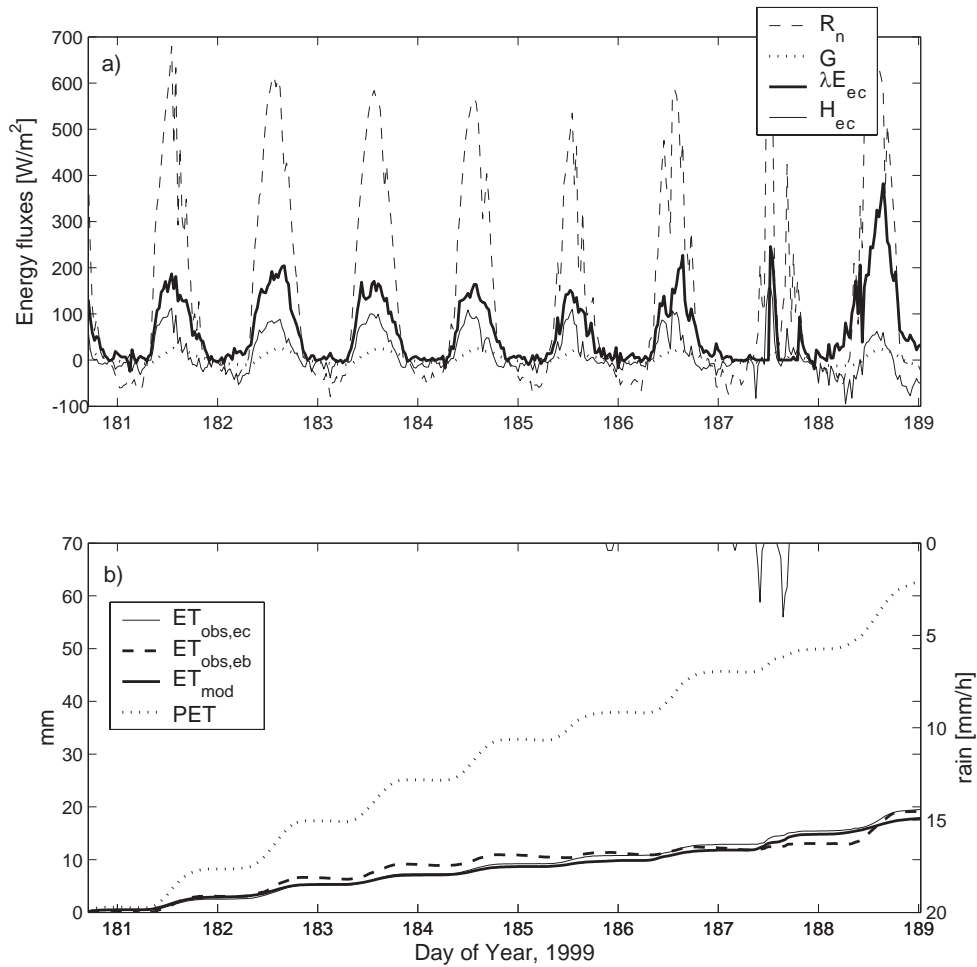 a)
R_n
G
λE_ec
H_ec
700
600
500
400
300
200
100
0
-100
Energy fluxes [W/m²]
181 182 183 184 185 186 187 188 189
b)
ET_obs,ec
ET_obs,eb
ET_mod
PET
70
60
50
40
30
20
10
0
mm
0
5
10
15
20
rain [mm/h]
181 182 183 184 185 186 187 188 189
Day of Year, 1999